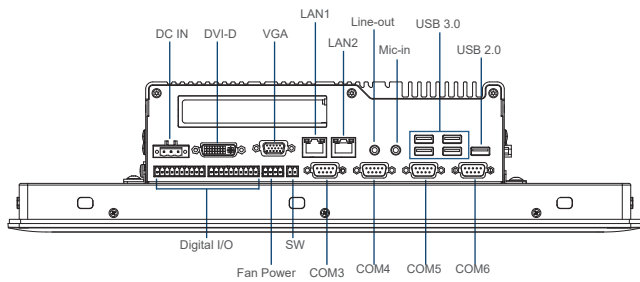 LAN1
Line-out
USB 3.0
DC IN
DVI-D
VGA
LAN2
Mic-in
USB 2.0
Digital I/O
SW
Fan Power
COM3
COM4
COM5
COM6